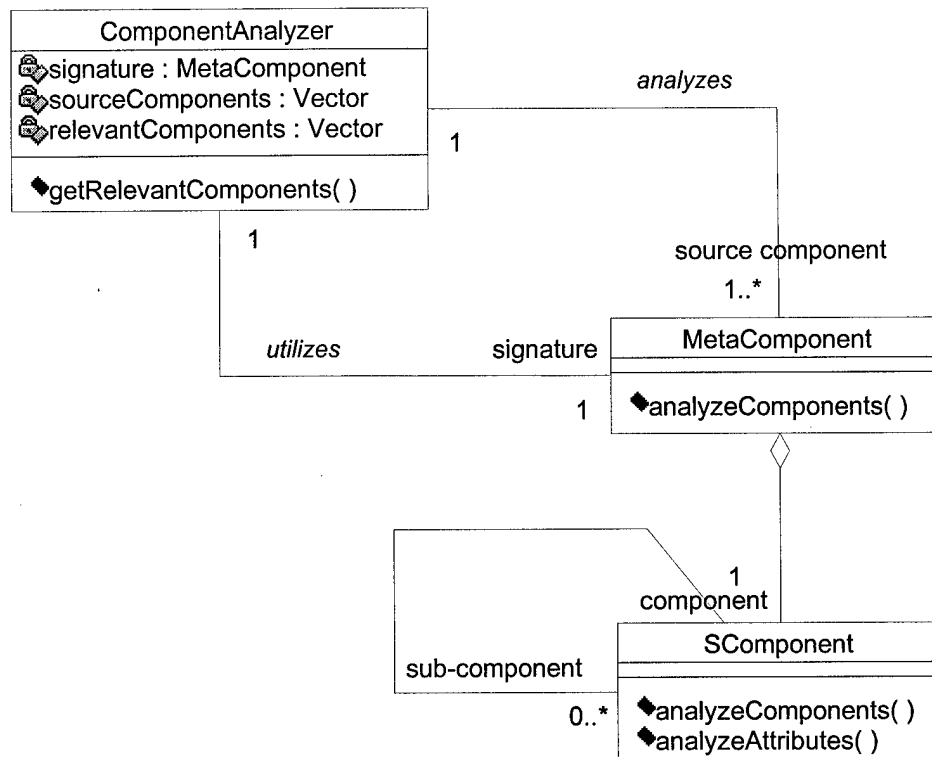 ComponentAnalyzer
signature : MetaComponent
sourceComponents : Vector
relevantComponents : Vector
getRelevantComponents( )
analyzes
1
1
source component
1..*
utilizes
signature
1
MetaComponent
analyzeComponents( )
1
component
sub-component
0..*
SComponent
analyzeComponents( )
analyzeAttributes( )